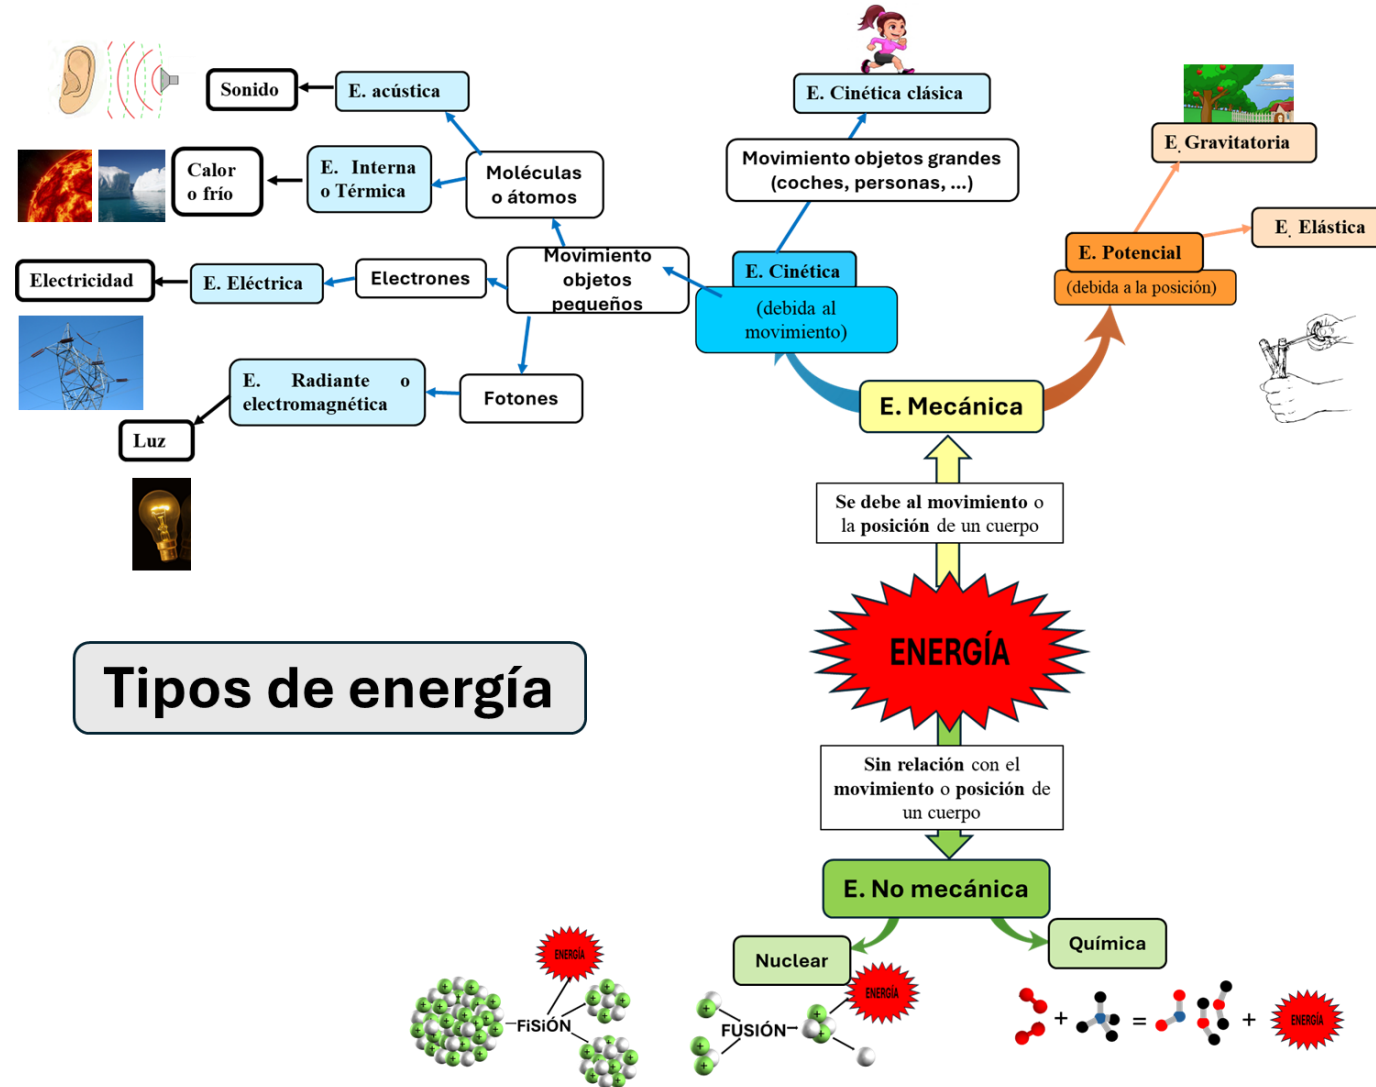 E. Cinética clásica
Sonido
E. acústica
E. Gravitatoria
Calor
o frío
E. Interna
o Térmica
Moléculas
o átomos
Movimiento objetos grandes
(coches, personas, ...)
E. Elástica
Electricidad
E. Eléctrica
Electrones
Movimiento
objetos
pequeños
E. Cinética
(debida al
movimiento)
E. Potencial
(debida a la posición)
E. Radiante o
electromagnética
Fotones
Luz
E. Mecánica
Se debe al movimiento o
la posición de un cuerpo
ENERGÍA
Tipos de energía
Sin relación con el
movimiento o posición de
un cuerpo
E. No mecánica
Nuclear
Química
ENERGÍA
FiSiÓN
ENERGÍA
FUSIÓN
+
=
+
ENERGÍA